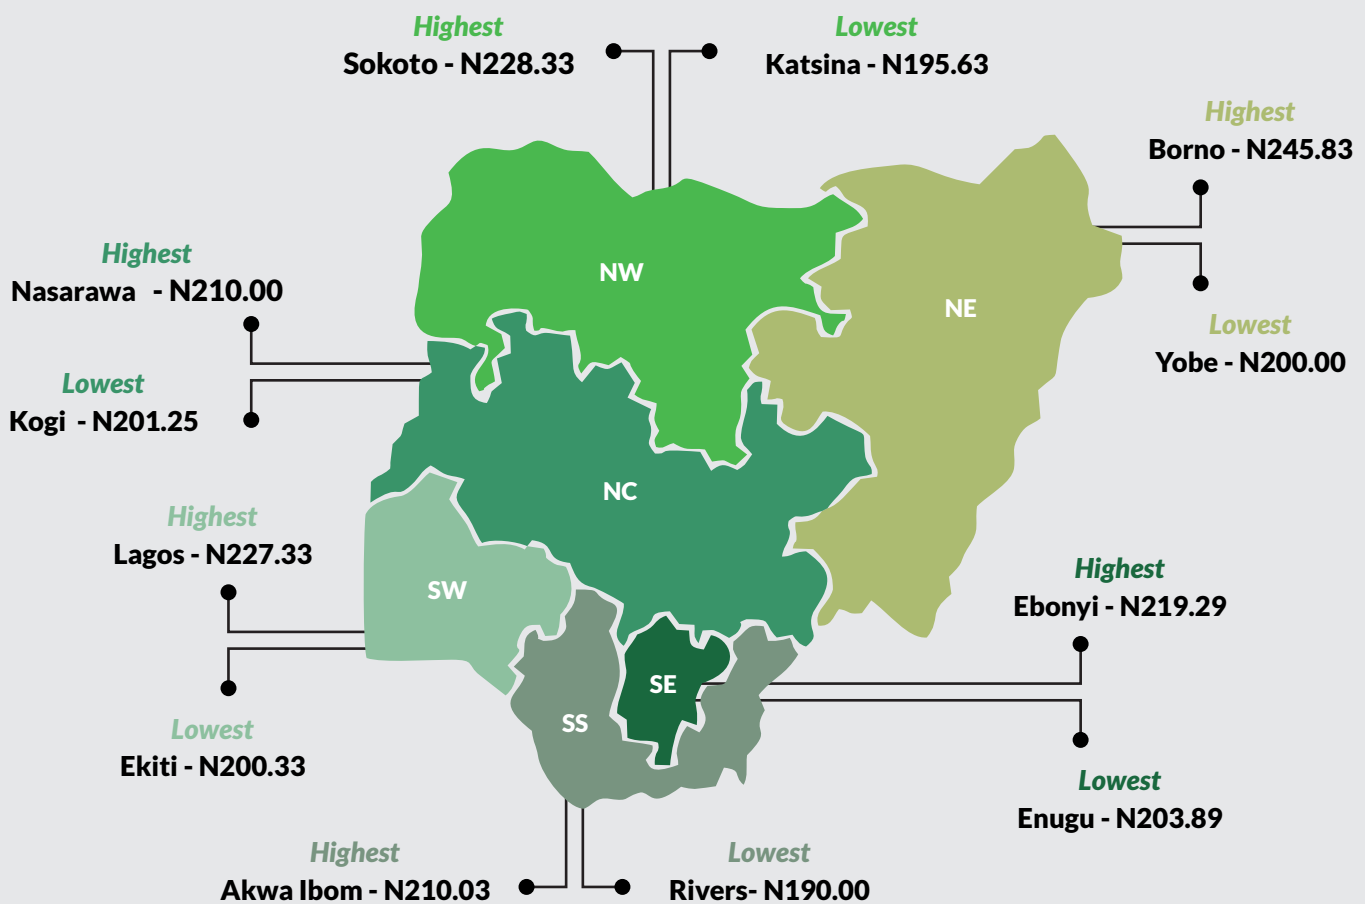 Highest
Sokoto - N228.33
Lowest
Katsina - N195.63
Highest
Borno - N245.83
Lowest
Yobe - N200.00
Highest
Nasarawa - N210.00
Lowest
Kogi - N201.25
NW
NE
NC
SW
SE
SS
Highest
Lagos - N227.33
Lowest
Ekiti - N200.33
Highest
Ebonyi - N219.29
Lowest
Enugu - N203.89
Highest
Akwa Ibom - N210.03
Lowest
Rivers- N190.00